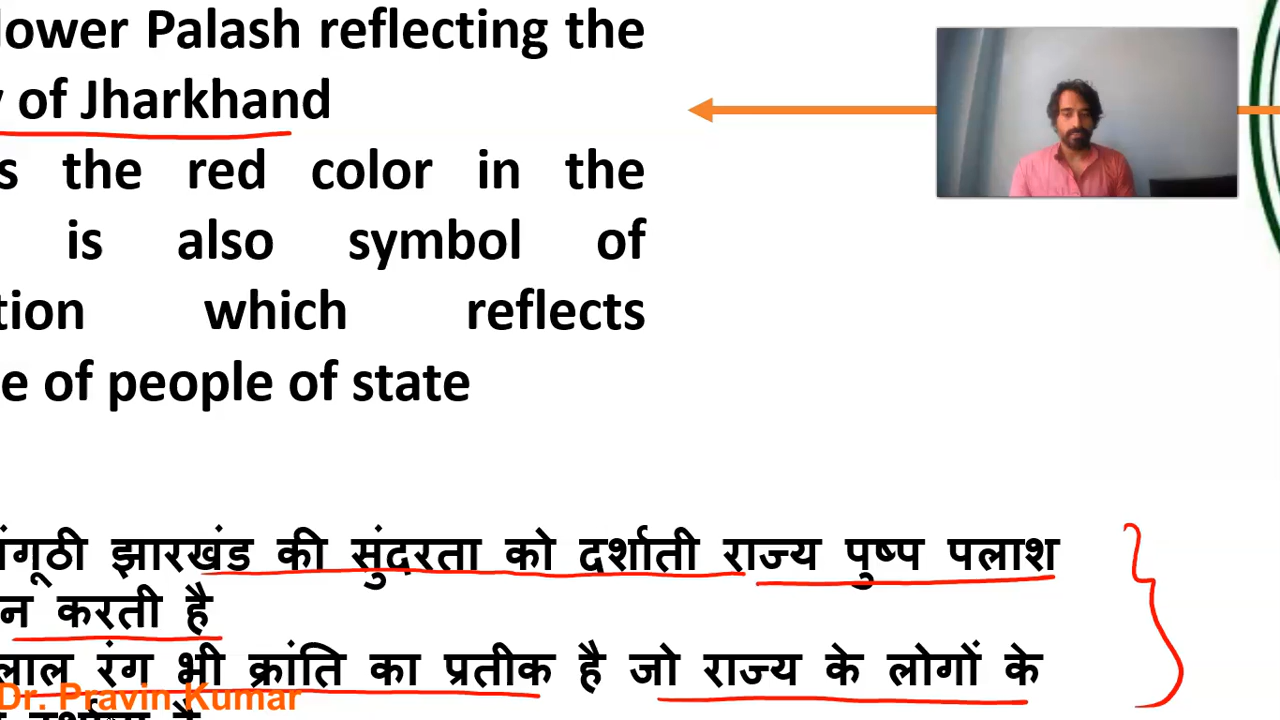 lower Palash reflecting the
of Jharkhand
s the red color in the
is also symbol of
tion which reflects
e of people of state
अंगूठी झारखंड की सुंदरता को दर्शाती राज्य पुष्प पलाश
न करती है
लाल रंग भी क्रांति का प्रतीक है जो राज्य के लोगों के
Dr. Pravin Kumar